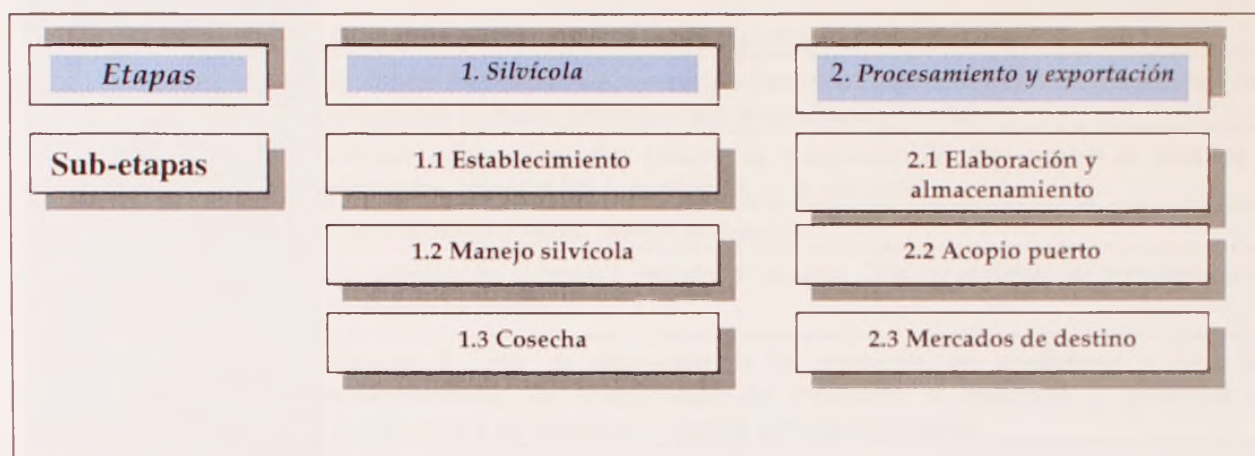 Etapas
1. Silvícola
2. Procesamiento y exportación
Sub-etapas
1.1 Establecimiento
2.1 Elaboración y
almacenamiento
1.2 Manejo silvícola
2.2 Acopio puerto
1.3 Cosecha
2.3 Mercados de destino